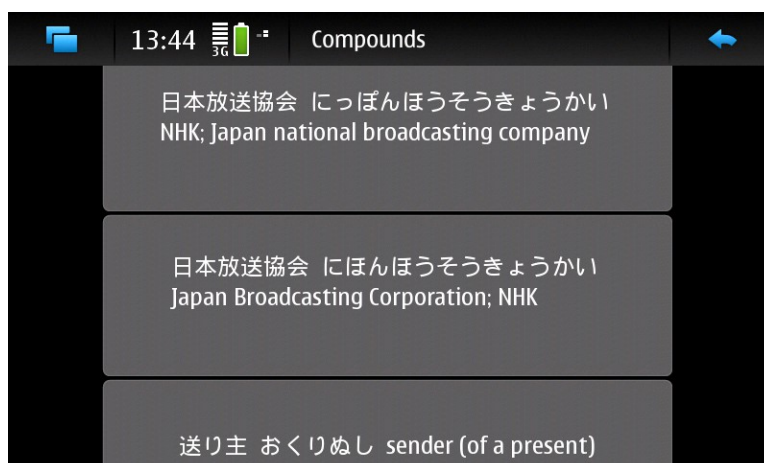 13:44 3G Compounds
日本放送協会 にっぽんほうそうきょうかい
NHK; Japan national broadcasting company
日本放送協会 にほんほうそうきょうかい
Japan Broadcasting Corporation; NHK
送り主 おくりぬし sender (of a present)